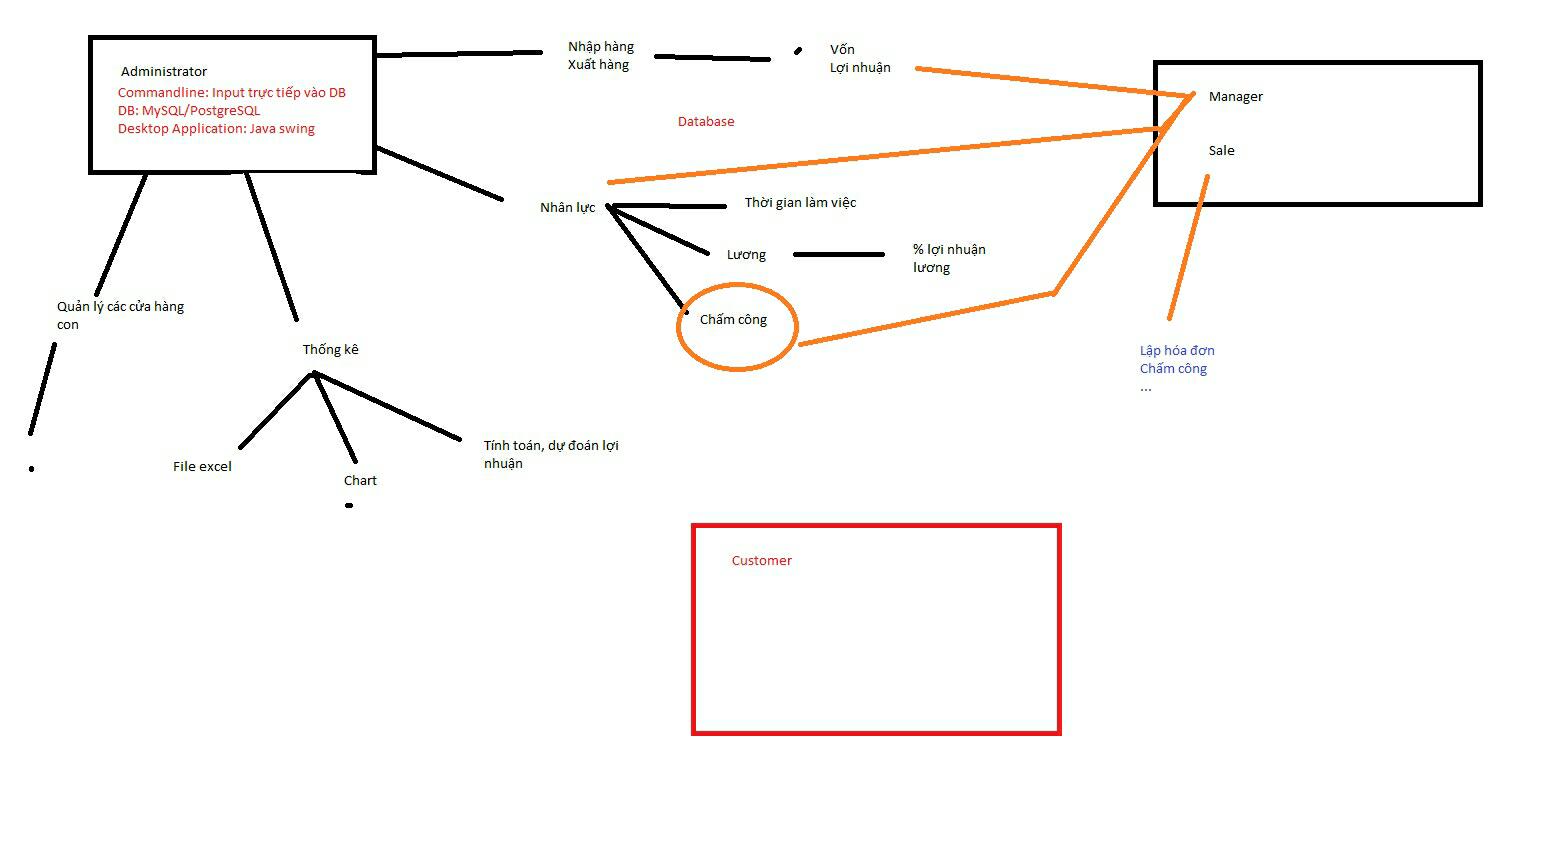 Administrator
Commandline: Input trực tiếp vào DB
DB: MySQL/PostgreSQL
Desktop Application: Java swing
Nhập hàng
Xuất hàng
Vốn
Lợi nhuận
Manager
Sale
Database
Nhân lực
Thời gian làm việc
Lương
% lợi nhuận
lương
Chấm công
Quản lý các cửa hàng
con
Thống kê
Lập hóa đơn
Chấm công
...
File excel
Chart
Tính toán, dự đoán lợi
nhuận
Customer